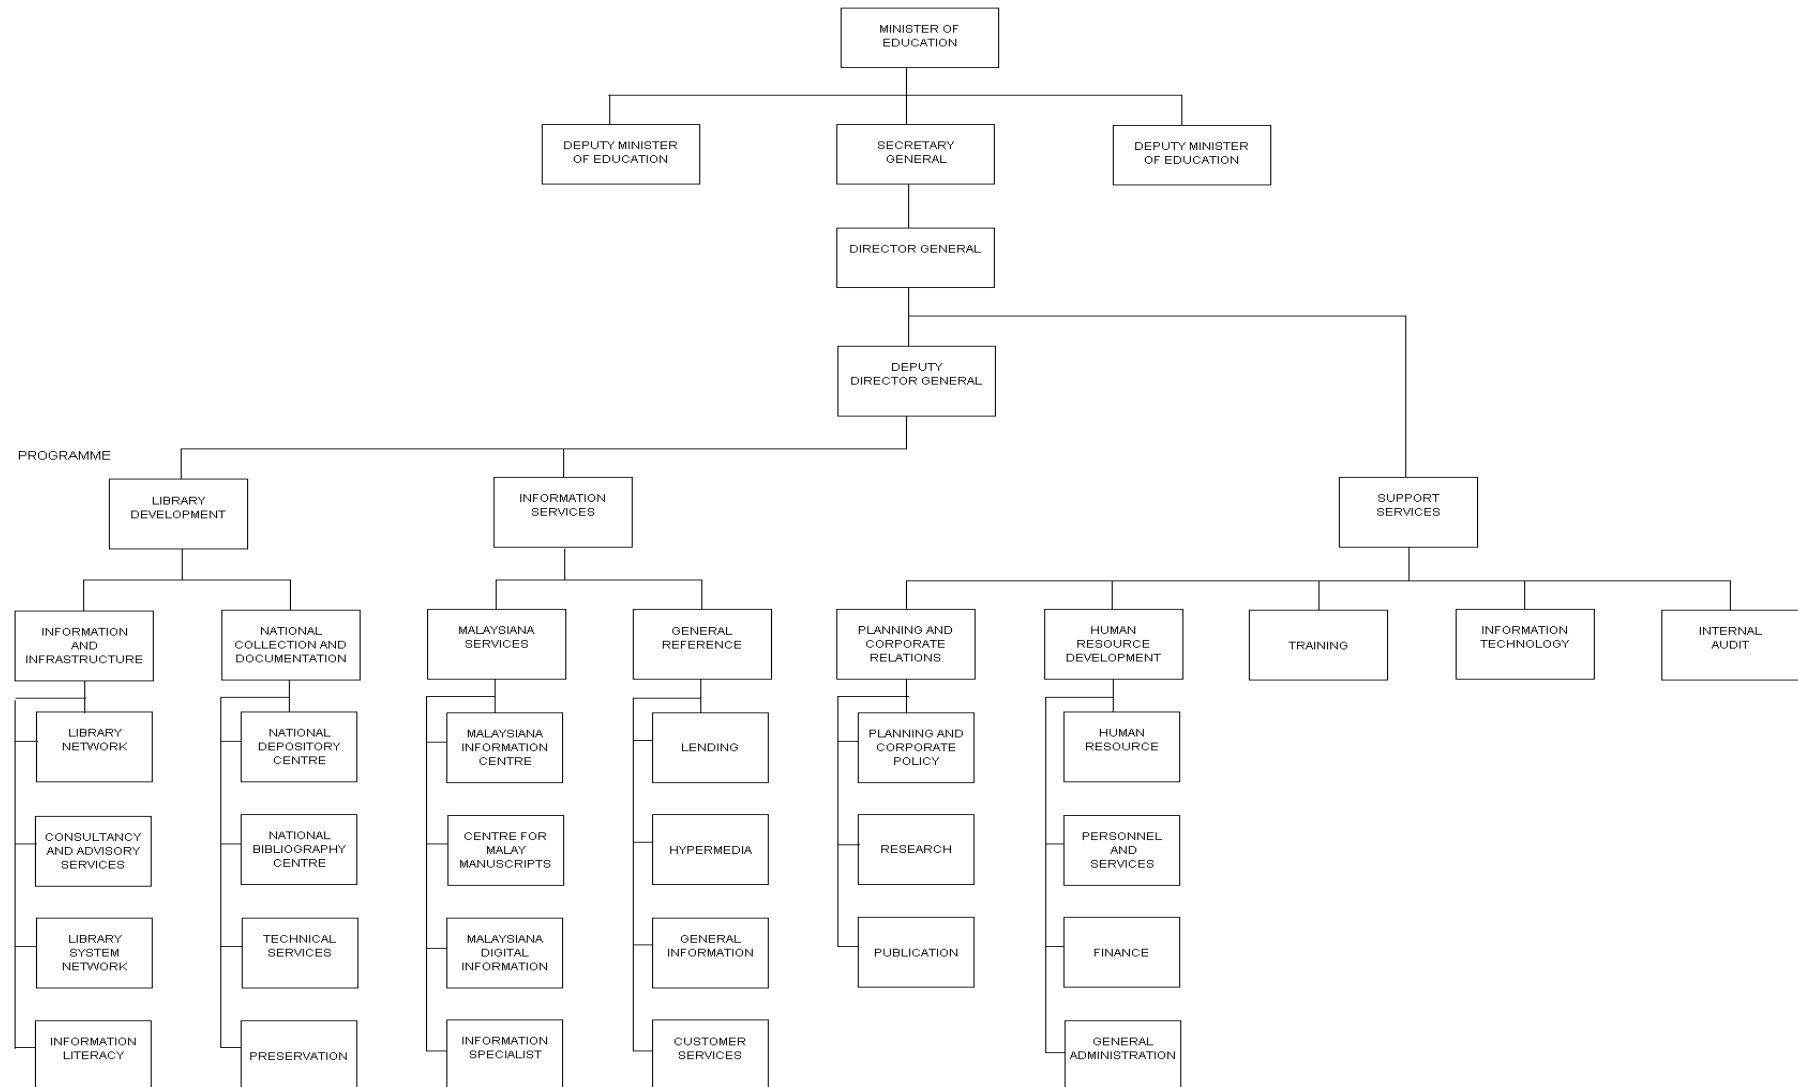 MINISTER OF
EDUCATION
DEPUTY MINISTER
OF EDUCATION
SECRETARY
GENERAL
DEPUTY MINISTER
OF EDUCATION
DIRECTOR GENERAL
DEPUTY
DIRECTOR GENERAL
PROGRAMME
LIBRARY
DEVELOPMENT
INFORMATION
SERVICES
SUPPORT
SERVICES
INFORMATION
AND
INFRASTRUCTURE
NATIONAL
COLLECTION AND
DOCUMENTATION
MALAYSIANA
SERVICES
GENERAL
REFERENCE
PLANNING AND
CORPORATE
RELATIONS
HUMAN
RESOURCE
DEVELOPMENT
TRAINING
INFORMATION
TECHNOLOGY
INTERNAL
AUDIT
LIBRARY
NETWORK
NATIONAL
DEPOSITORY
CENTRE
MALAYSIANA
INFORMATION
CENTRE
LENDING
PLANNING AND
CORPORATE
POLICY
HUMAN
RESOURCE
CONSULTANCY
AND ADVISORY
SERVICES
NATIONAL
BIBLIOGRAPHY
CENTRE
CENTRE FOR
MALAY
MANUSCRIPTS
HYPERMEDIA
RESEARCH
PERSONNEL
AND
SERVICES
LIBRARY
SYSTEM
NETWORK
TECHNICAL
SERVICES
MALAYSIANA
DIGITAL
INFORMATION
GENERAL
INFORMATION
PUBLICATION
FINANCE
INFORMATION
LITERACY
PRESERVATION
INFORMATION
SPECIALIST
CUSTOMER
SERVICES
GENERAL
ADMINISTRATION